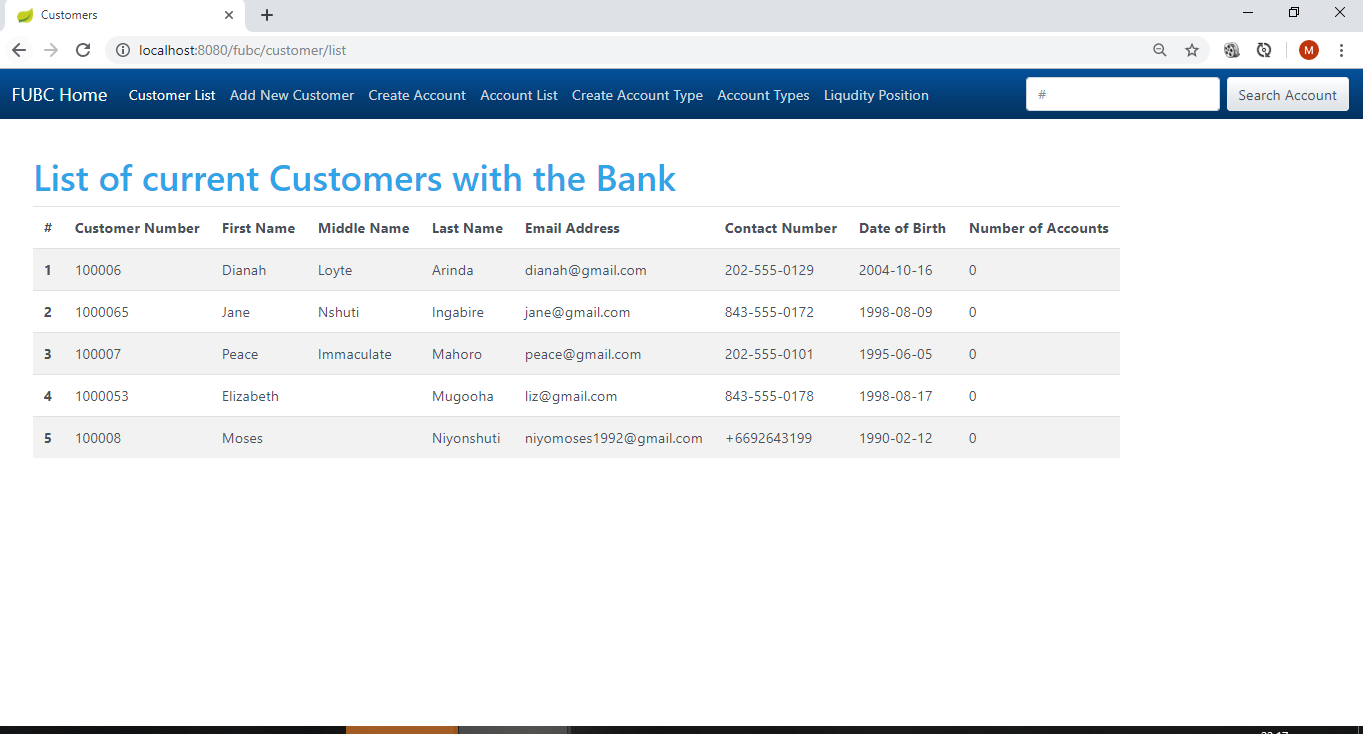 Customers
localhost:8080/fubc/customer/list
M
FUBC Home Customer List Add New Customer Create Account Account List Create Account Type Account Types Liqudity Position # Search Account
List of current Customers with the Bank
# Customer Number First Name Middle Name Last Name Email Address Contact Number Date of Birth Number of Accounts
1 100006 Dianah Loyte Arinda dianah@gmail.com 202-555-0129 2004-10-16 0
2 1000065 Jane Nshuti Ingabire jane@gmail.com 843-555-0172 1998-08-09 0
3 100007 Peace Immaculate Mahoro peace@gmail.com 202-555-0101 1995-06-05 0
4 1000053 Elizabeth Mugooha liz@gmail.com 843-555-0178 1998-08-17 0
5 100008 Moses Niyonshuti niyomoses1992@gmail.com +6692643199 1990-02-12 0